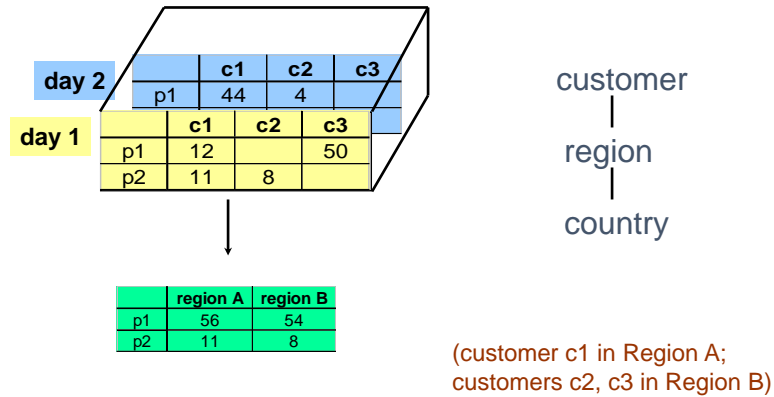 day 2
c1 c2 c3
p1 44 4
day 1
c1 c2 c3
p1 12 50
p2 11 8
customer
region
country
region A region B
p1 56 54
p2 11 8
(customer c1 in Region A;
customers c2, c3 in Region B)